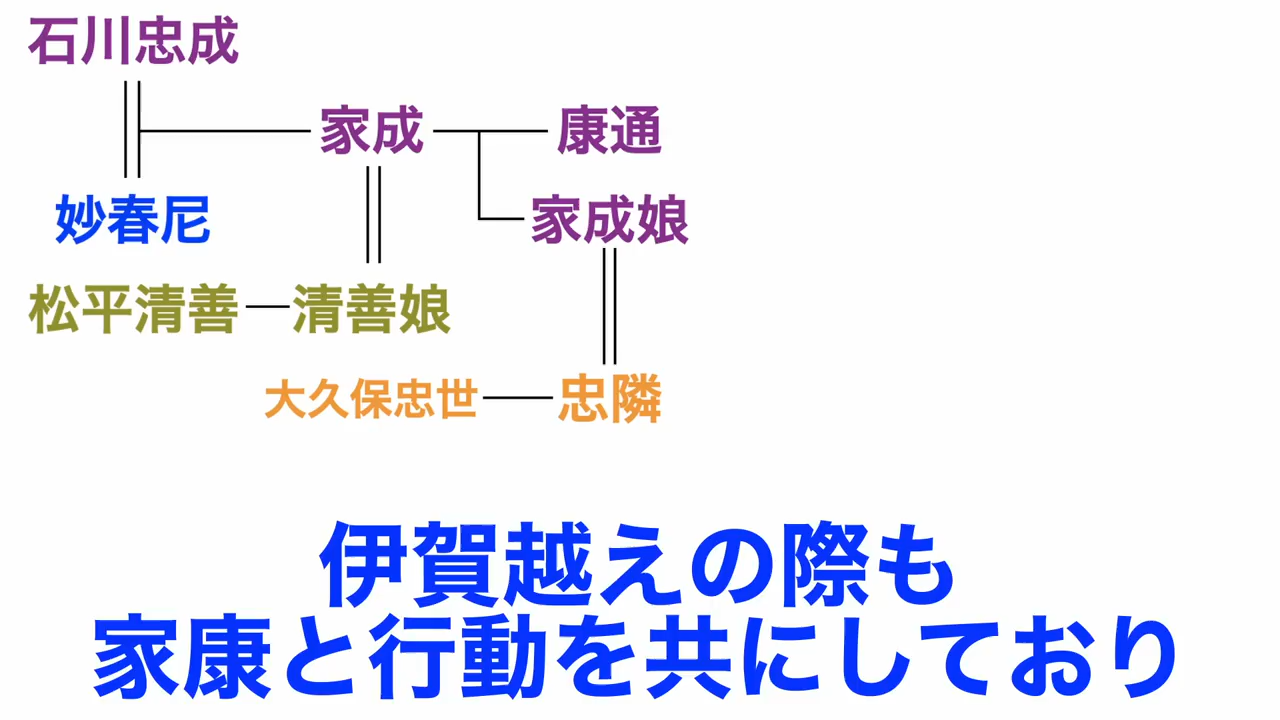 石川忠成
家成
康通
妙春尼
家成娘
松平清善
清善娘
大久保忠世
忠隣
伊賀越えの際も
家康と行動を共にしており